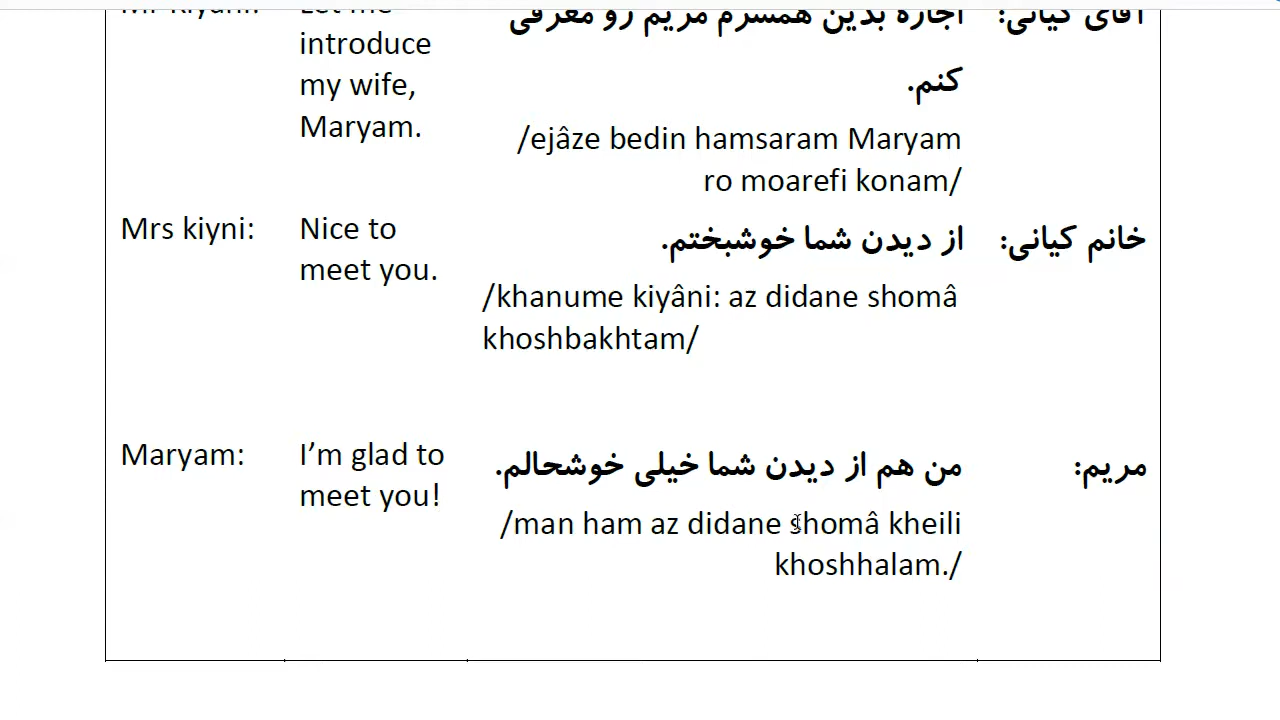 introduce
my wife,
Maryam.
اجازه بدین همسرم مریم رو معرفی
کنم.
/ejâze bedin hamsaram Maryam
ro moarefi konam/
آقای کیانی:
Mrs kiyni:
Nice to
meet you.
از دیدن شما خوشبختم.
/khanume kiyâni: az didane shomâ
khoshbakhtam/
خانم کیانی:
Maryam:
I’m glad to
meet you!
من هم از دیدن شما خیلی خوشحالم.
/man ham az didane shomâ kheili
khoshhalam./
مریم: